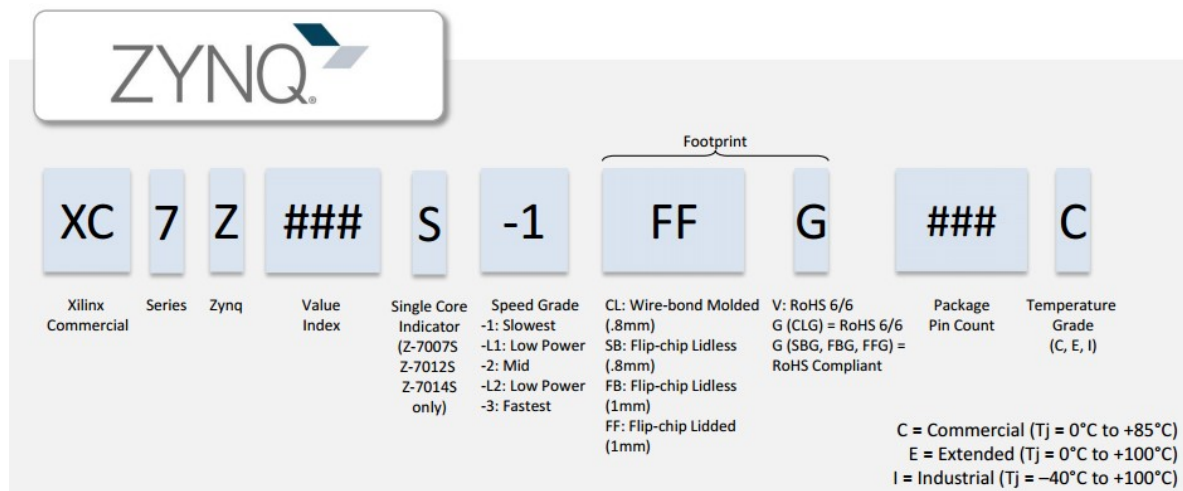 ZYNQ®
Footprint
XC 7 Z ### S -1 FF G ### C
Xilinx
Commercial
Series
Zynq
Value
Index
Single Core
Indicator
(Z-7007S
Z-7012S
Z-7014S
only)
Speed Grade
-1: Slowest
-L1: Low Power
-2: Mid
-L2: Low Power
-3: Fastest
CL: Wire-bond Molded
(.8mm)
SB: Flip-chip Lidless
(.8mm)
FB: Flip-chip Lidless
(1mm)
FF: Flip-chip Lidded
(1mm)
V: RoHS 6/6
G (CLG) = RoHS 6/6
G (SBG, FBG, FFG) =
RoHS Compliant
Package
Pin Count
Temperature
Grade
(C, E, I)
C = Commercial (Tj = 0°C to +85°C)
E = Extended (Tj = 0°C to +100°C)
I = Industrial (Tj = –40°C to +100°C)